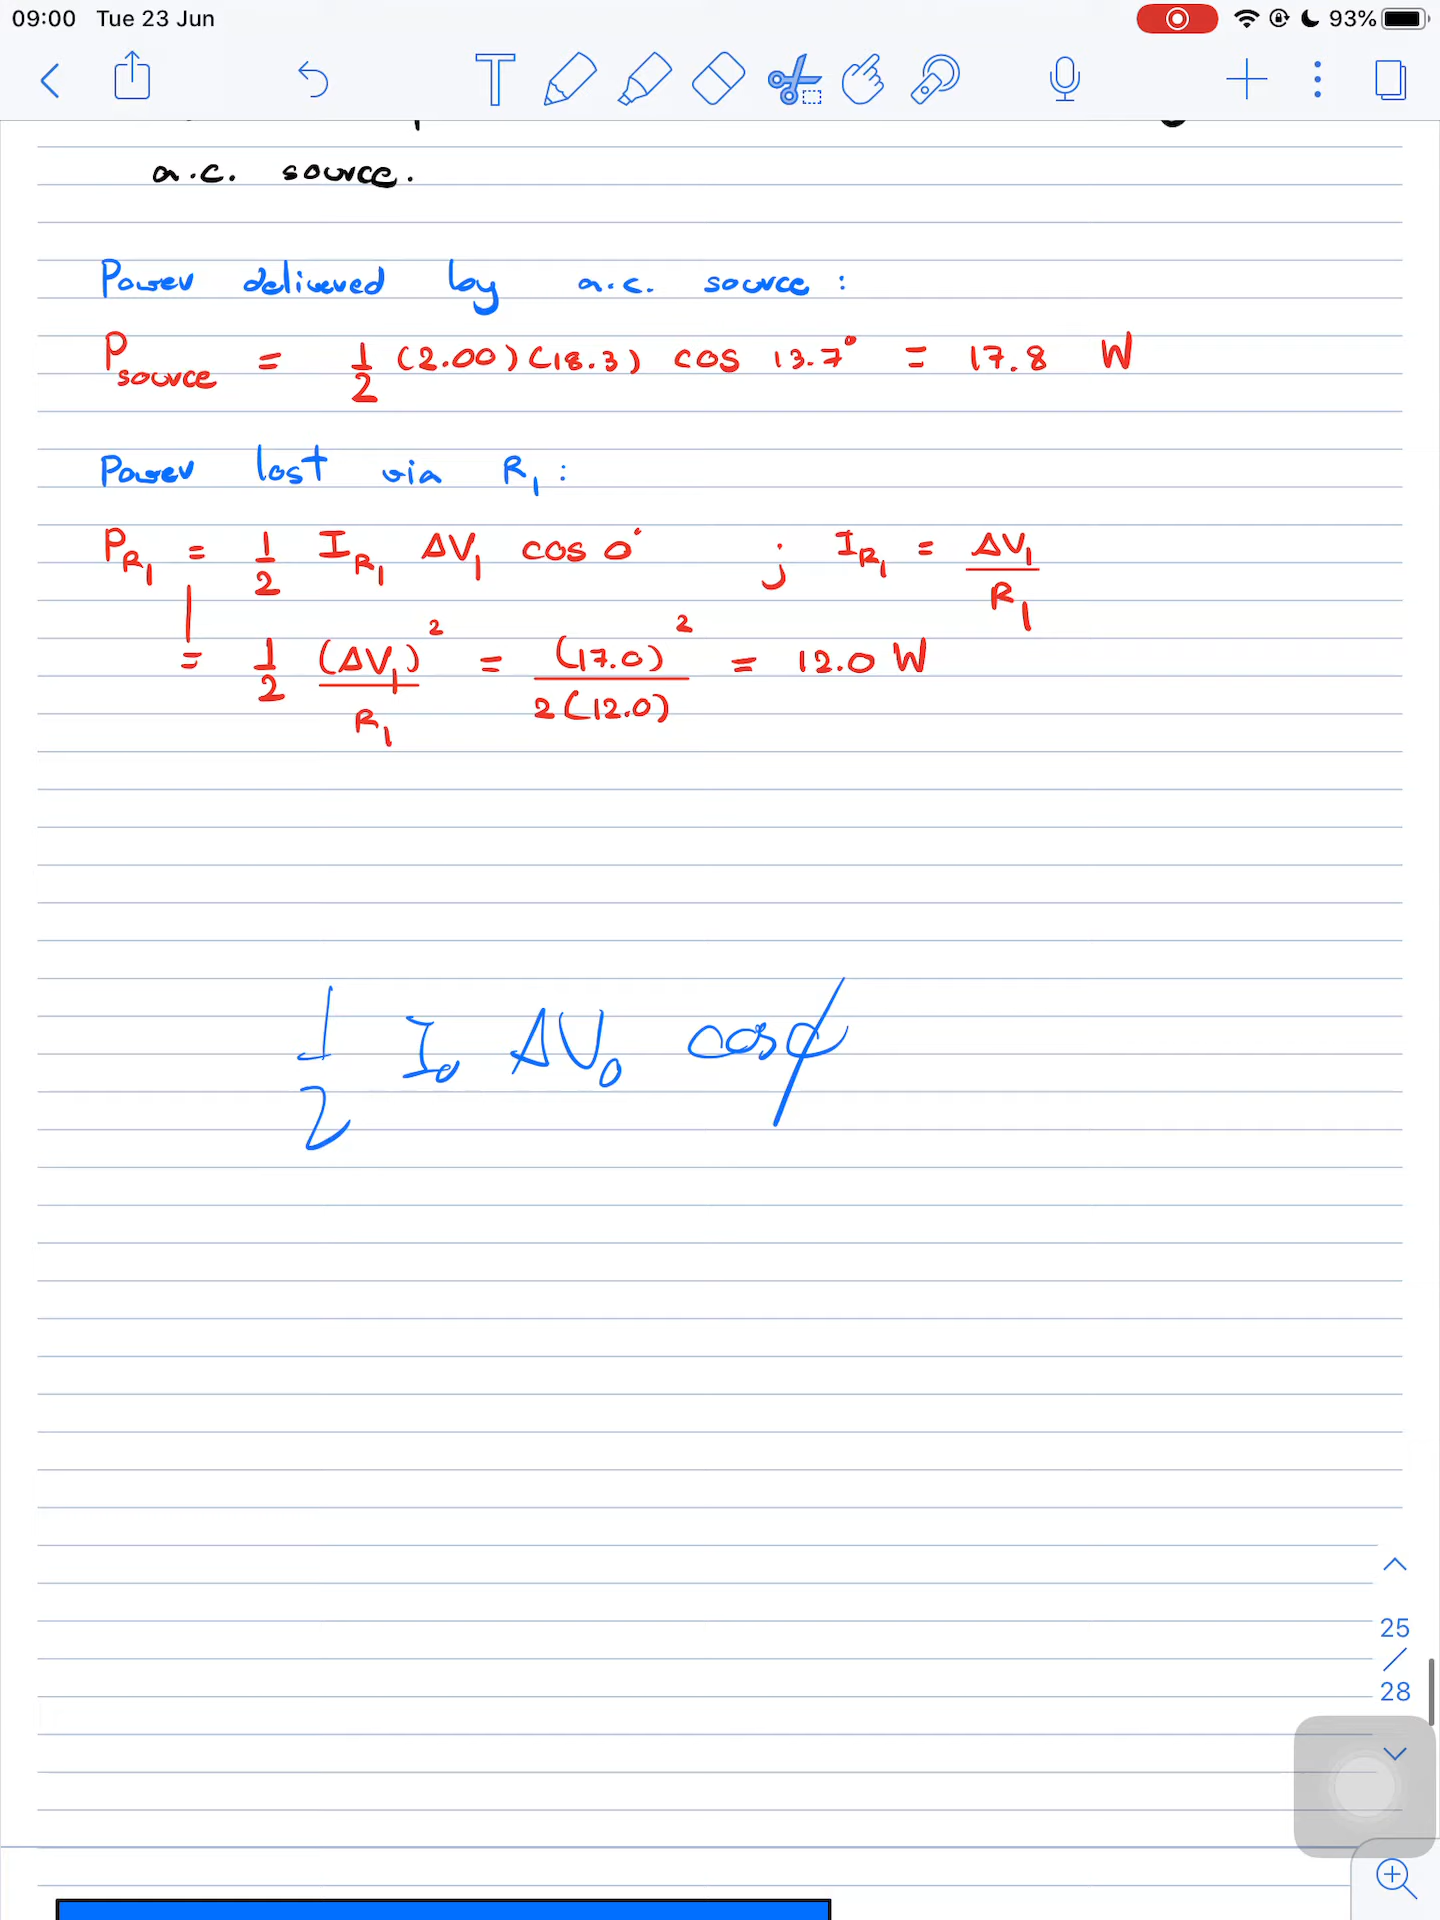 09:00 Tue 23 Jun 93%
a.c. source.
Power delivered by a.c. source :
P source = 1/2 (2.00)(18.3) cos 13.7° = 17.8 W
Power lost via R₁ :
P_R₁ = 1/2 I_R₁ ΔV₁ cos 0° ; I_R₁ = ΔV₁/R₁
= 1/2 (ΔV₁)²/R₁ = (17.0)²/2(12.0) = 12.0 W
1/2 I₀ ΔV₀ cos φ
25
/
28